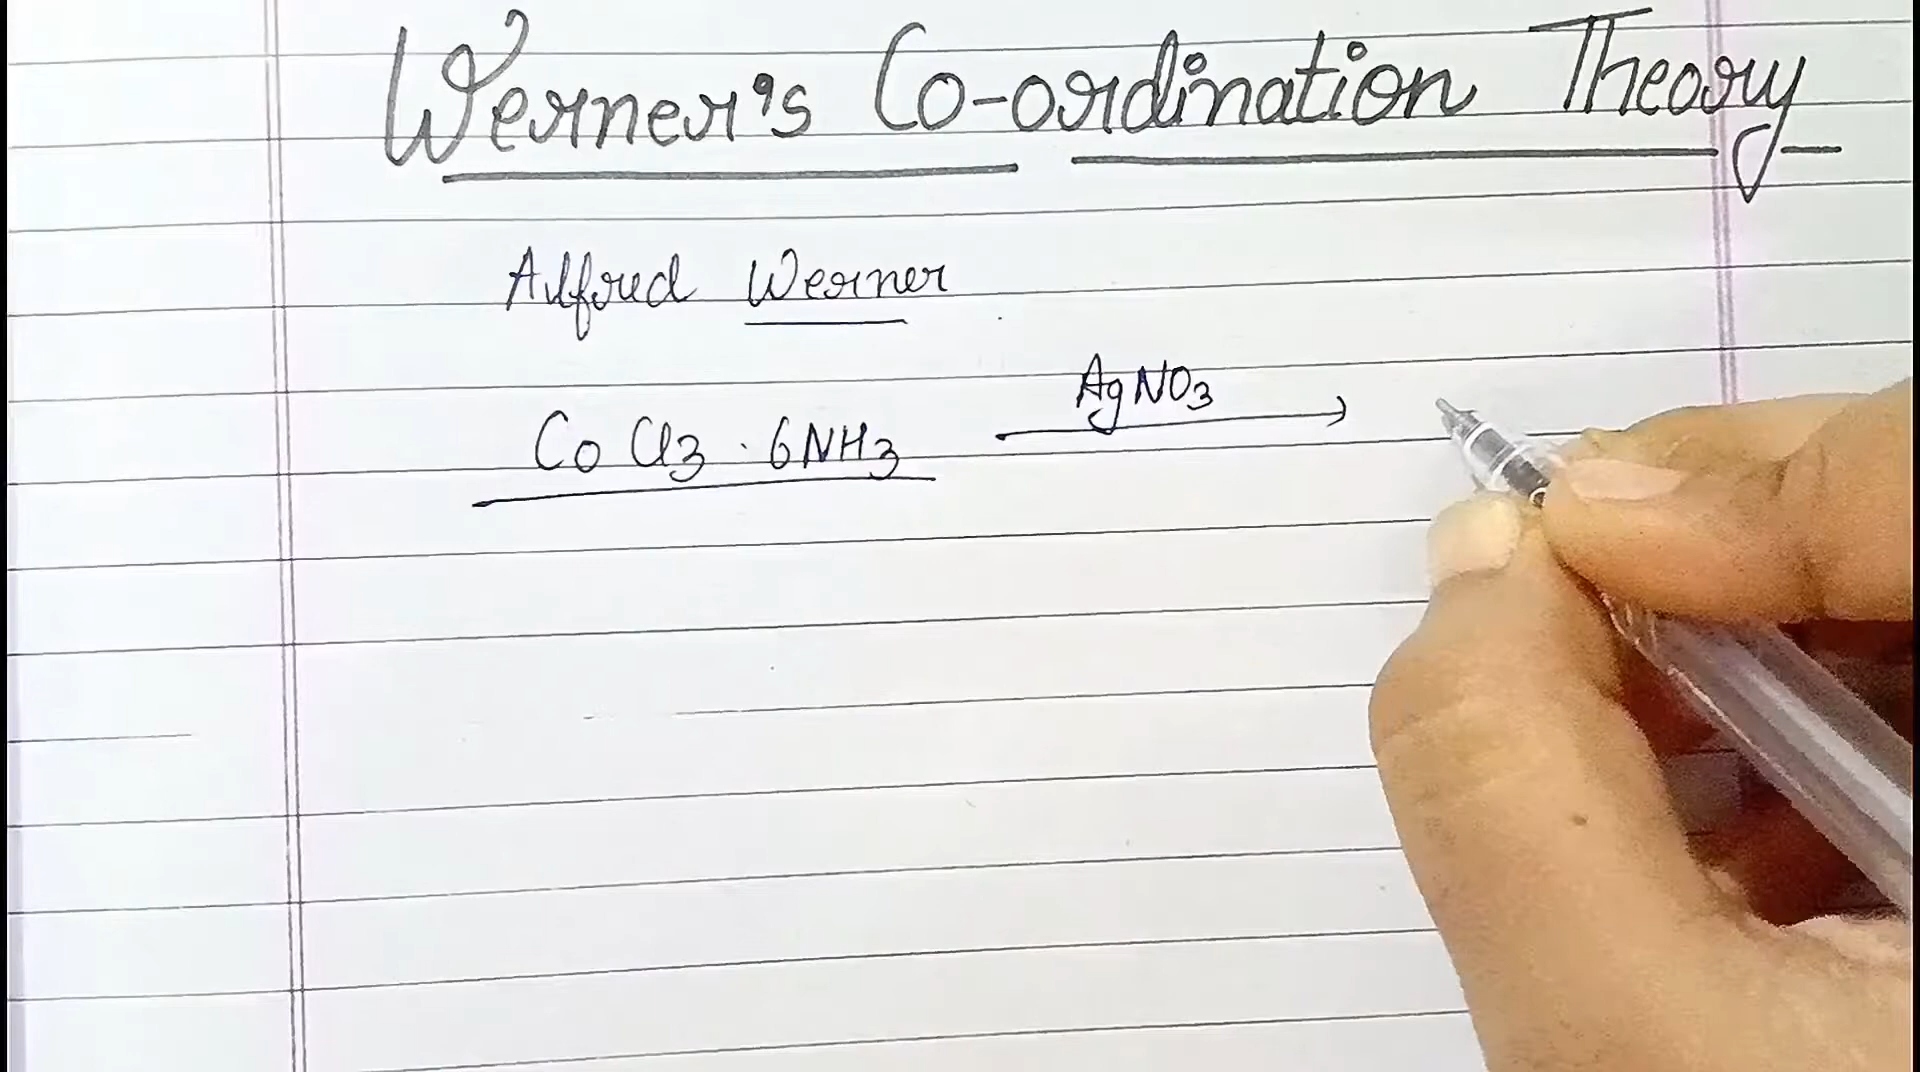 Werner's Co-ordination Theory
Alfred Werner
AgNO3
CoCl3 · 6NH3 →